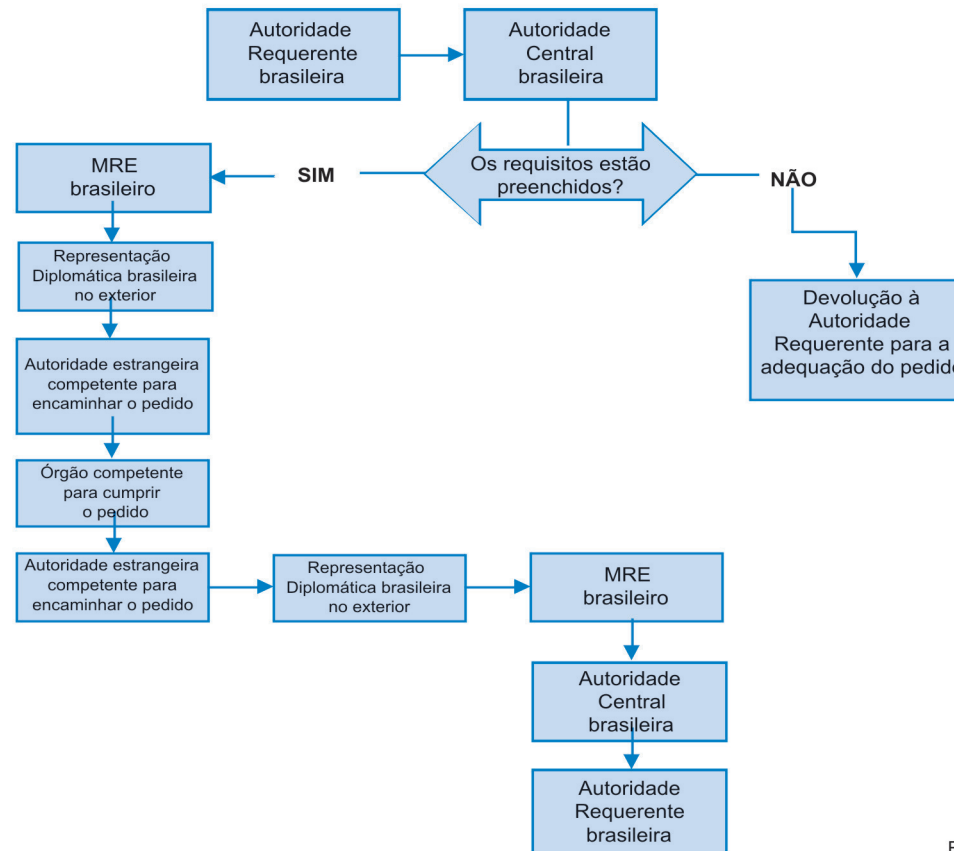 Autoridade
Requerente
brasileira
Autoridade
Central
brasileira
Os requisitos estão
preenchidos?
SIM
NÃO
MRE
brasileiro
Representação
Diplomática brasileira
no exterior
Devolução à
Autoridade
Requerente para a
adequação do
Autoridade estrangeira
competente para
encaminhar o pedido
Órgão competente
para cumprir
o pedido
Autoridade estrangeira
competente para
encaminhar o pedido
Representação
Diplomática brasileira
no exterior
MRE
brasileiro
Autoridade
Central
brasileira
Autoridade
Requerente
brasileira